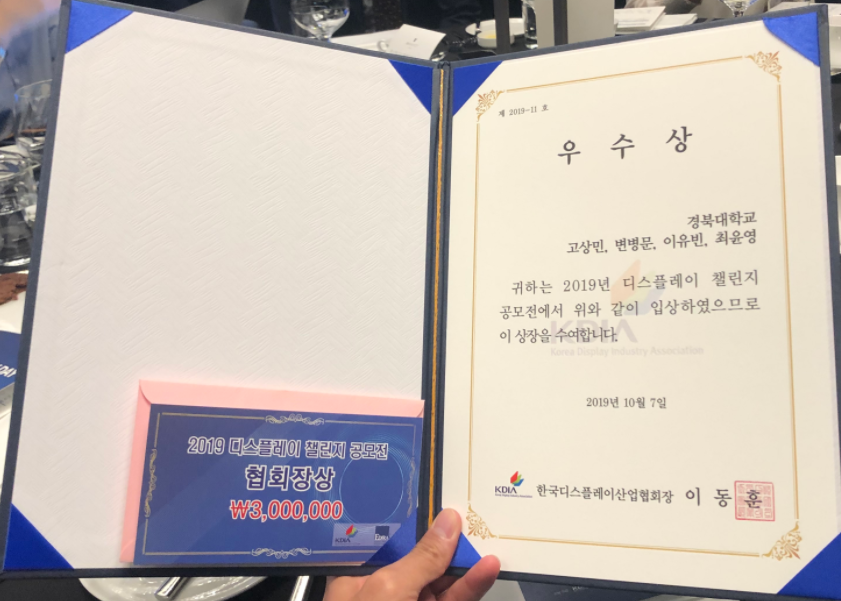 2019 디스플레이 챌린지 공모전
협회장상
₩3,000,000
KDIA
제 2019-11 호
우 수 상
경북대학교
고상민, 변병문, 이유빈, 최윤영
귀하는 2019년 디스플레이 챌린지
공모전에서 위와 같이 입상하였으므로
이 상장을 수여합니다.
KDIA
Korea Display Industry Association
2019년 10월 7일
KDIA
한국디스플레이산업협회장 이 동 훈